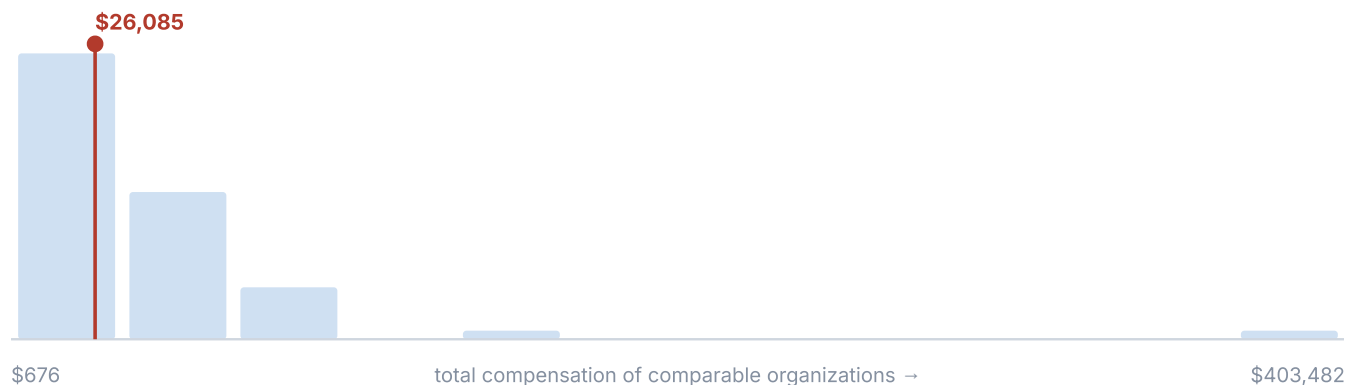 $26,085
$676
total compensation of comparable organizations →
$403,482